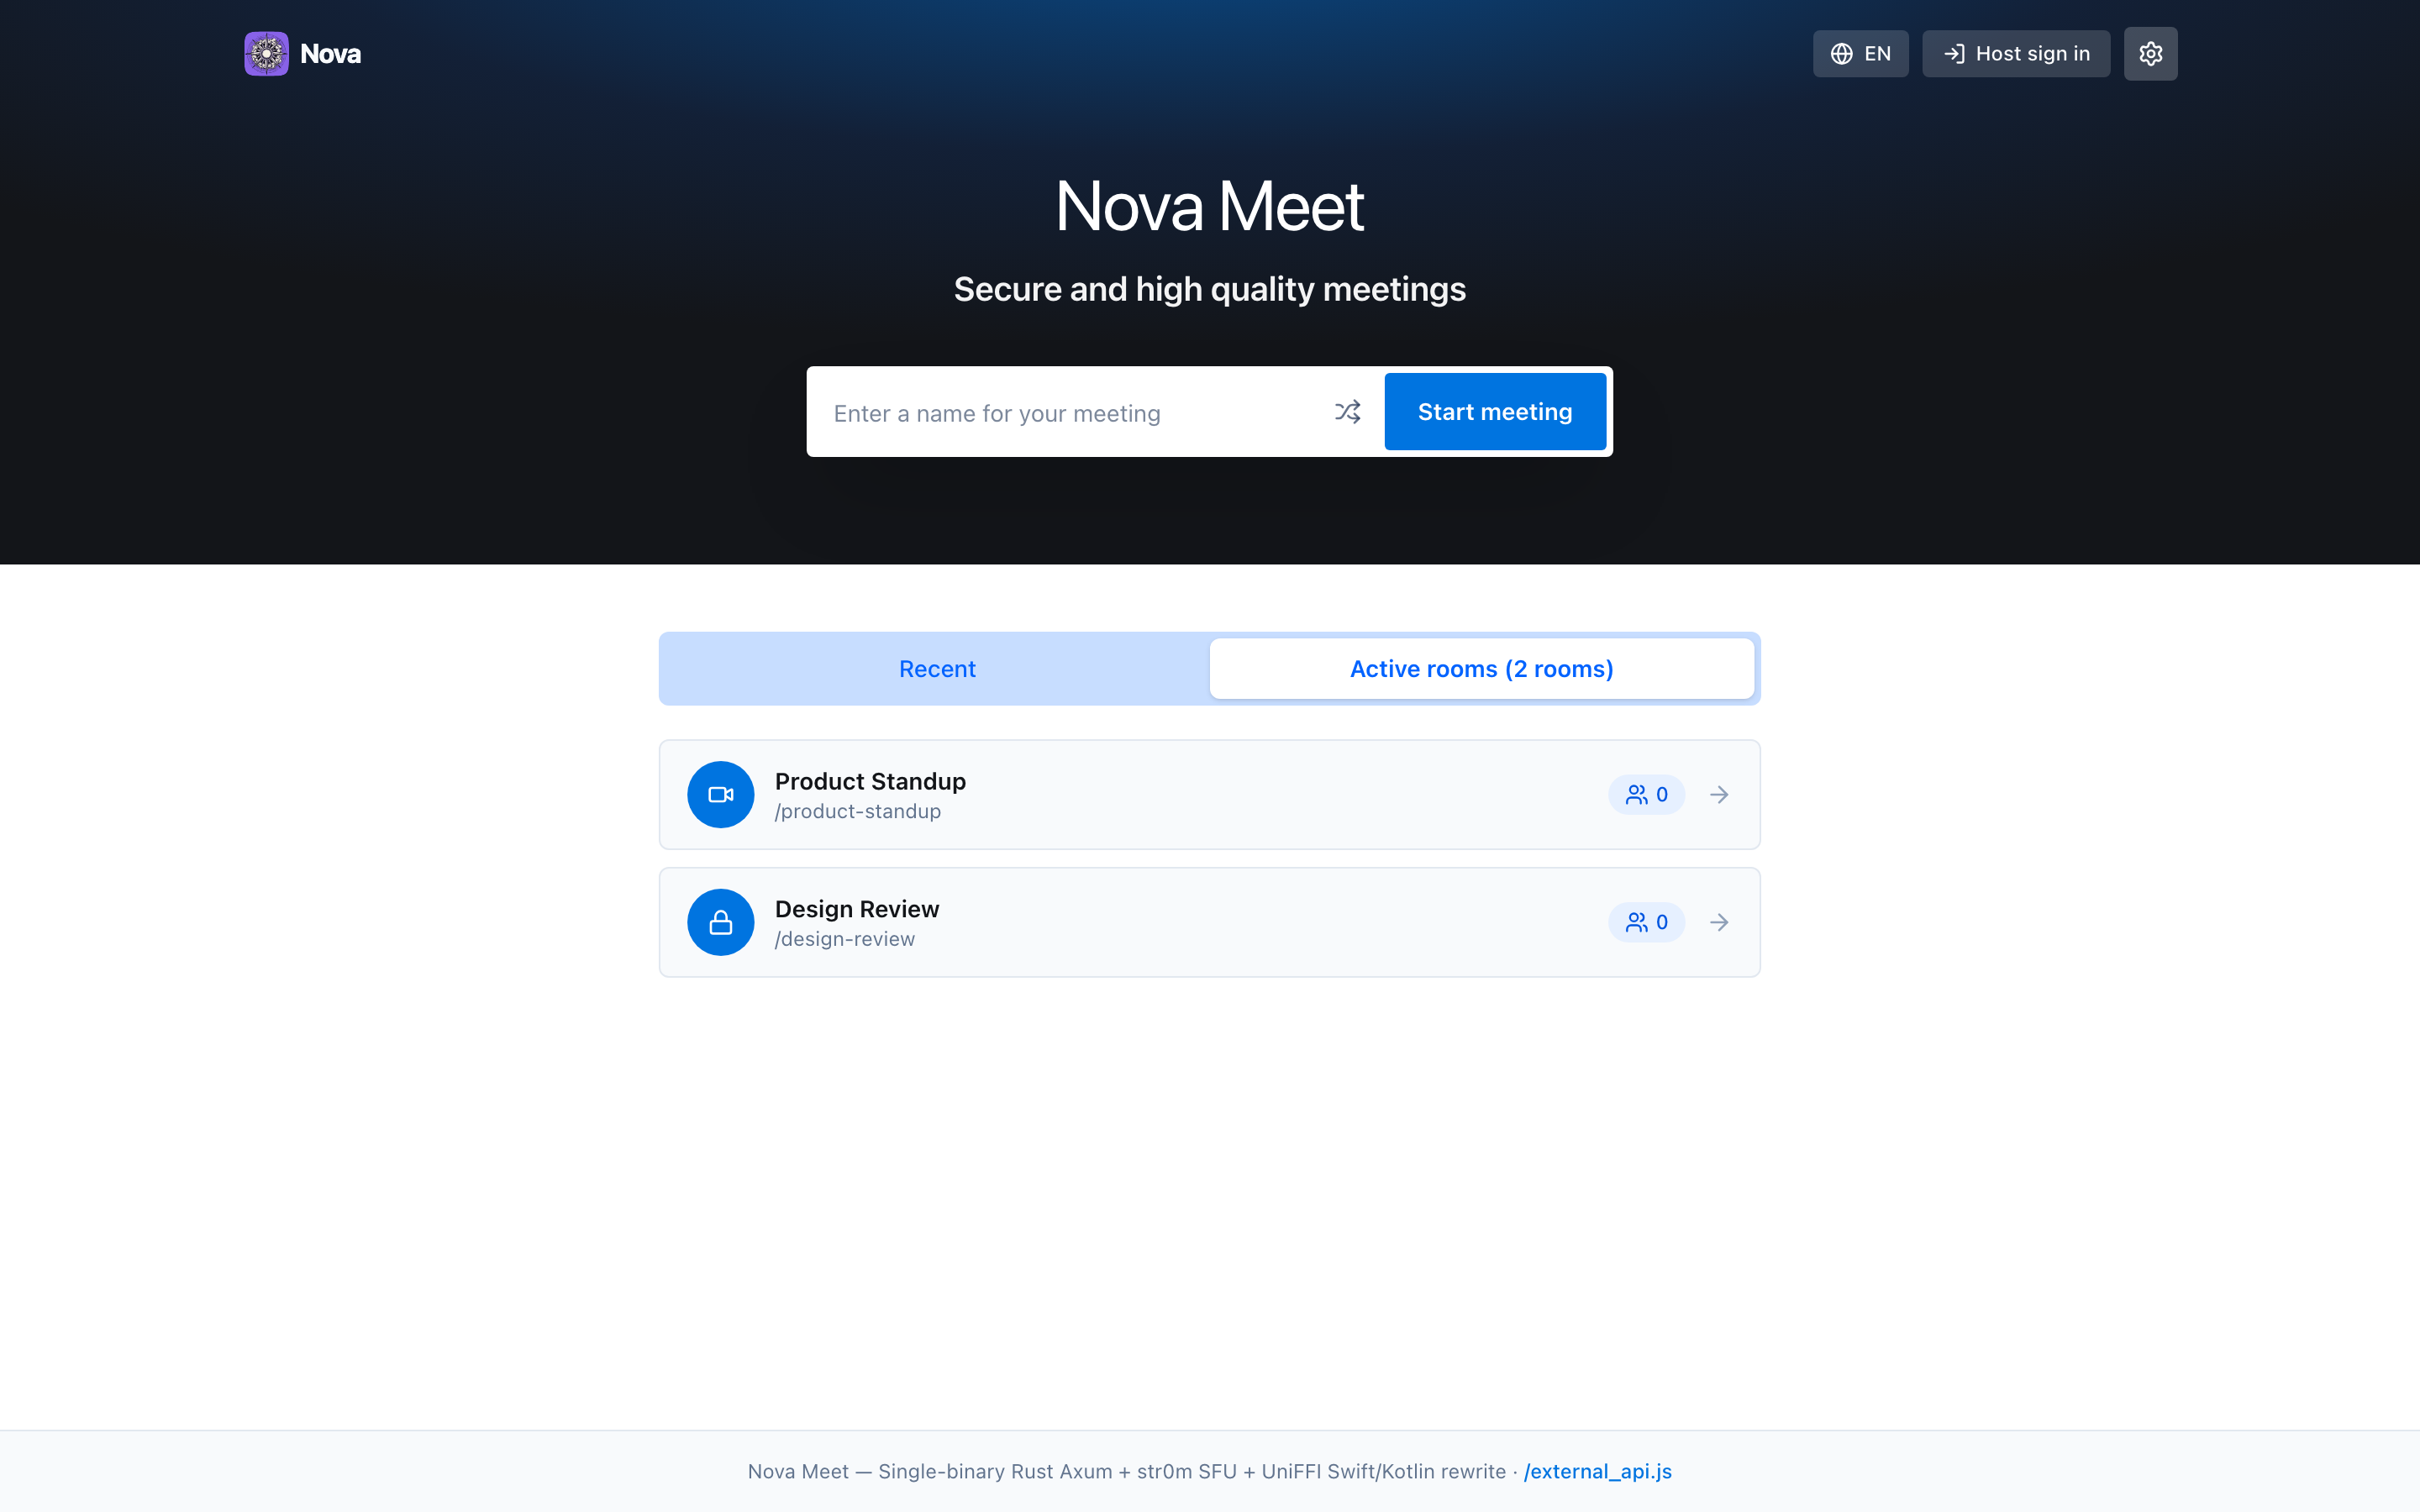 Nova
EN
Host sign in
Nova Meet
Secure and high quality meetings
Enter a name for your meeting
Start meeting
Recent
Active rooms (2 rooms)
Product Standup
/product-standup
0
Design Review
/design-review
0
Nova Meet — Single-binary Rust Axum + str0m SFU + UniFFI Swift/Kotlin rewrite · /external_api.js